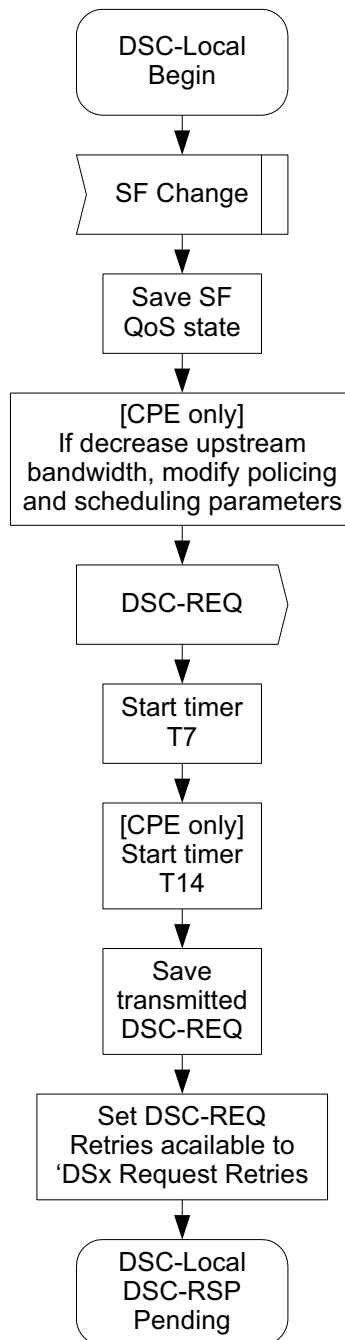 DSC-Local
Begin
SF Change
Save SF
QoS state
[CPE only]
If decrease upstream
bandwidth, modify policing
and scheduling parameters
DSC-REQ
Start timer
T7
[CPE only]
Start timer
T14
Save
transmitted
DSC-REQ
Set DSC-REQ
Retries acailable to
‘DSx Request Retries
DSC-Local
DSC-RSP
Pending